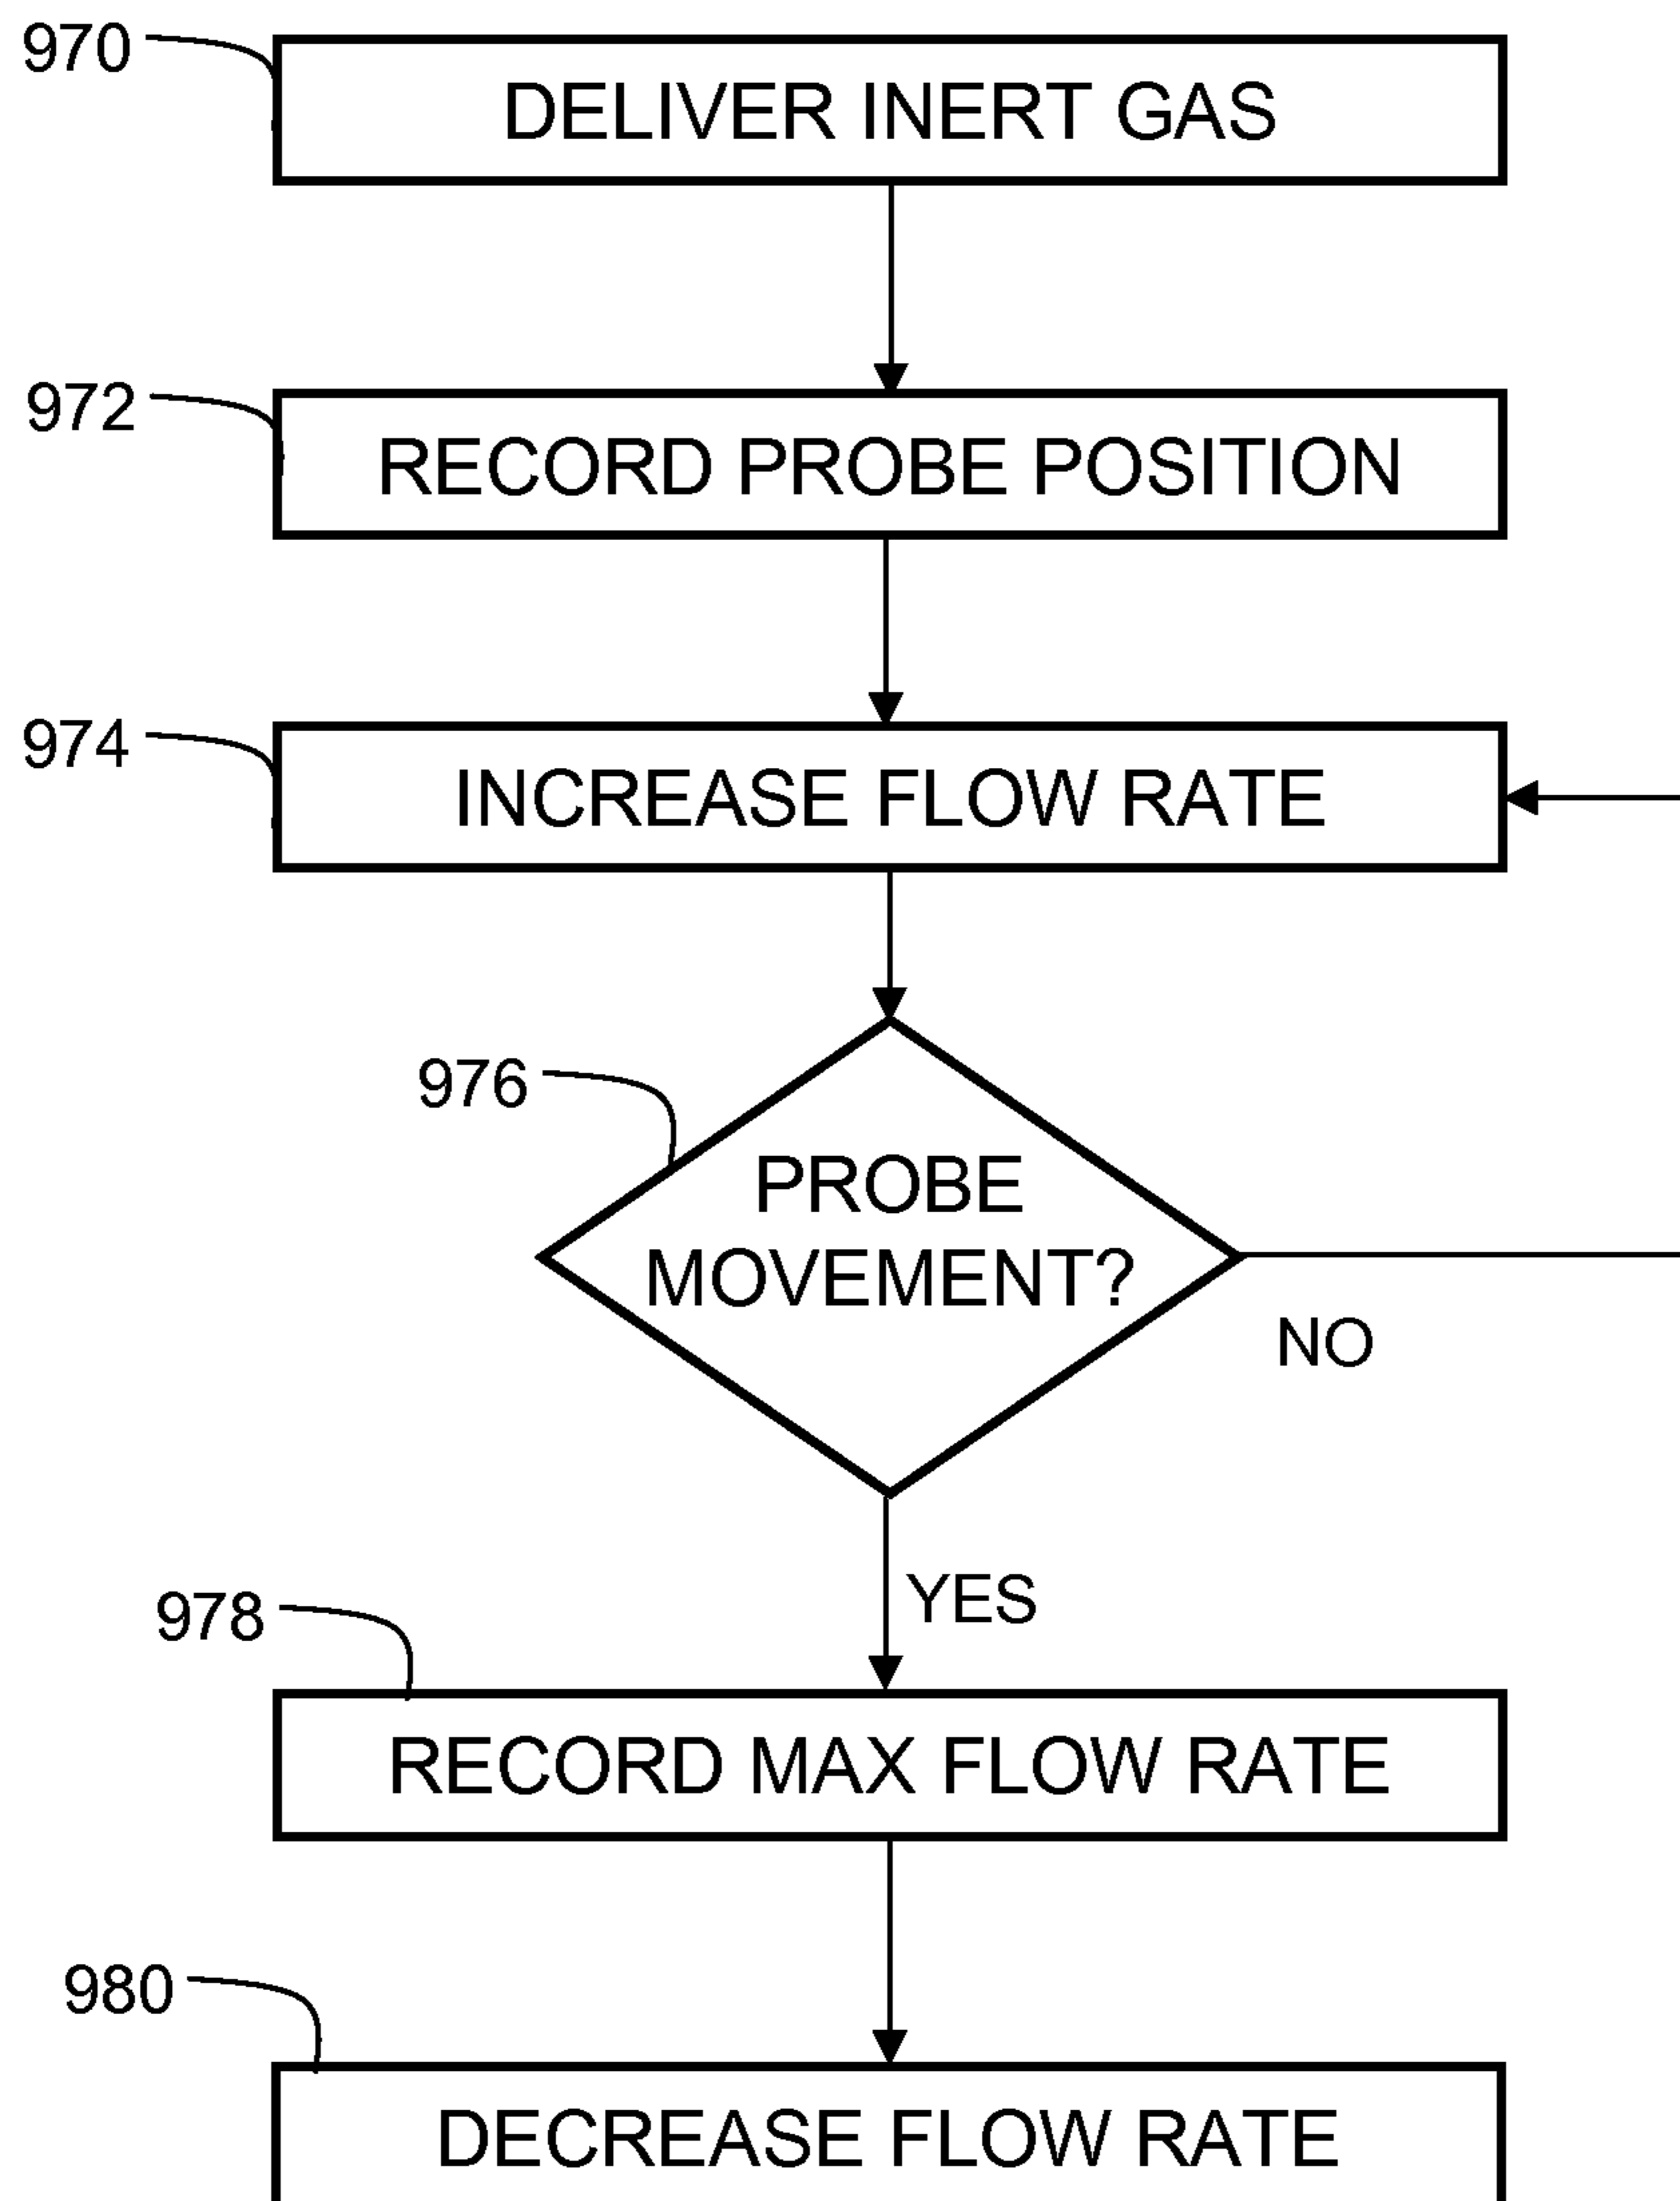 970
DELIVER INERT GAS
972
RECORD PROBE POSITION
974
INCREASE FLOW RATE
976
PROBE
MOVEMENT?
NO
YES
978
RECORD MAX FLOW RATE
980
DECREASE FLOW RATE